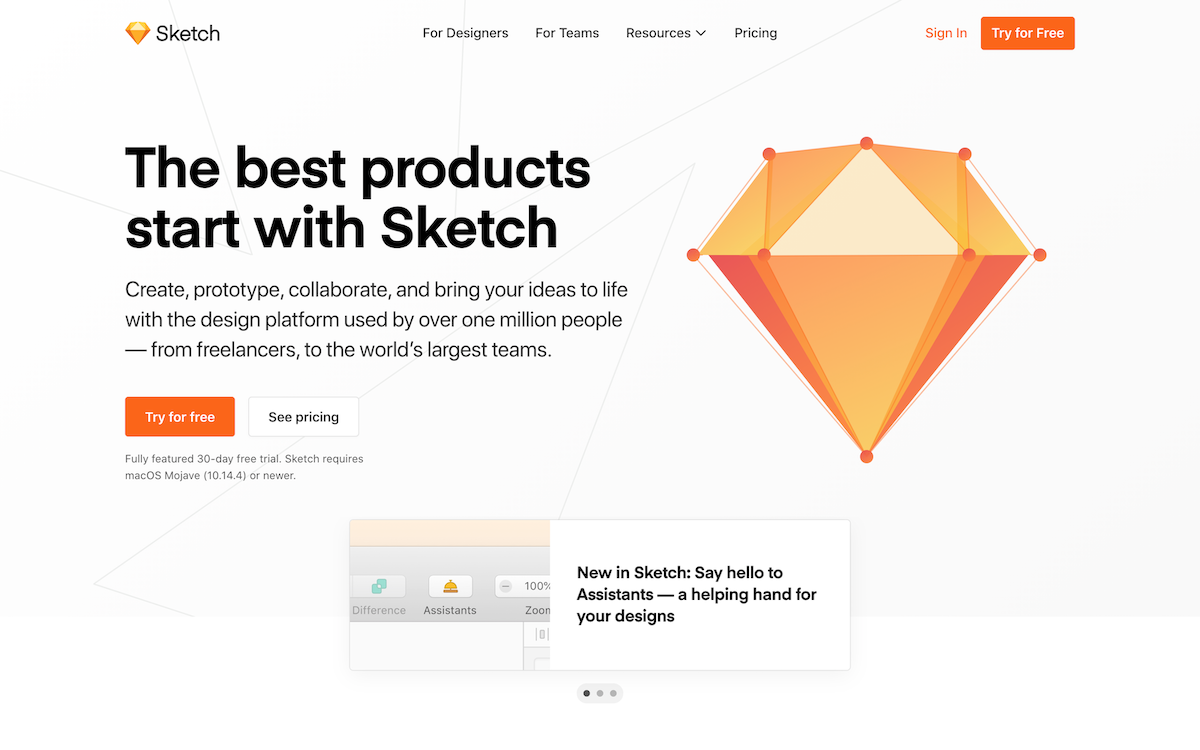 Sketch
For Designers
For Teams
Resources
Pricing
Sign In
Try for Free
The best products
start with Sketch
Create, prototype, collaborate, and bring your ideas to life
with the design platform used by over one million people
— from freelancers, to the world’s largest teams.
Try for free
See pricing
Fully featured 30-day free trial. Sketch requires
macOS Mojave (10.14.4) or newer.
100%
Difference
Assistants
Zoom
New in Sketch: Say hello to
Assistants — a helping hand for
your designs